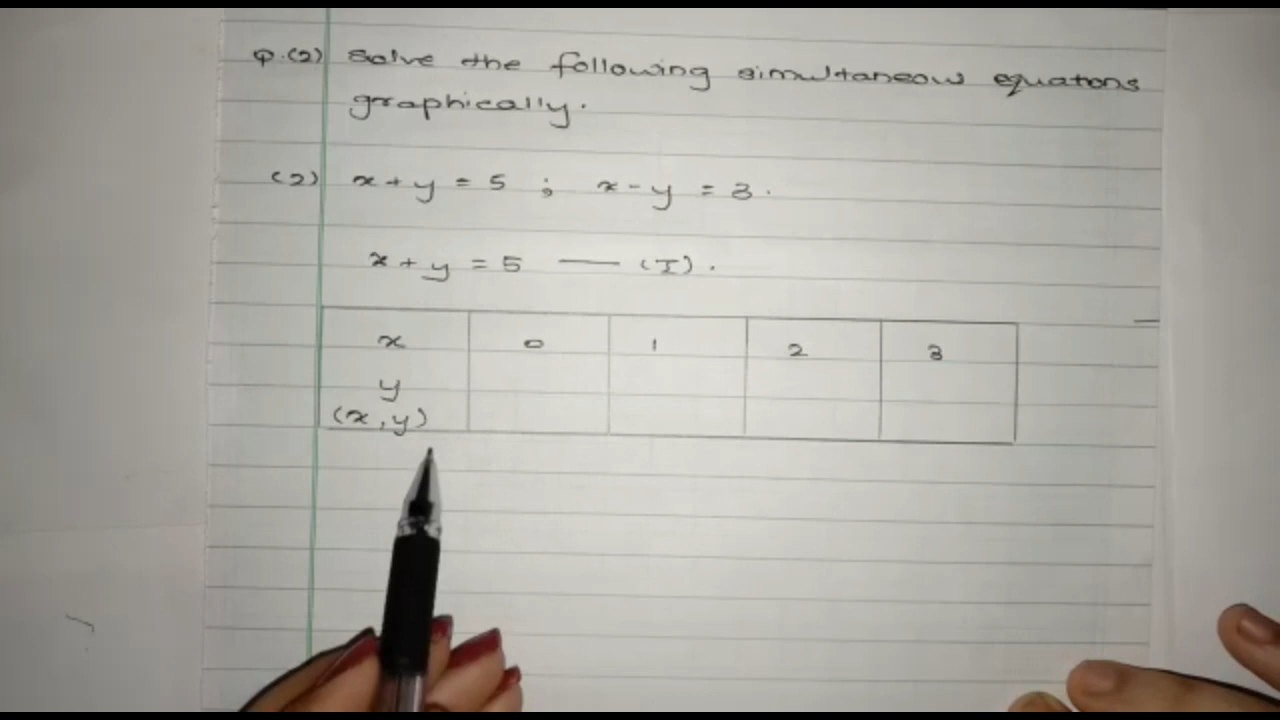 Q.(2) Solve the following simultaneous equations
graphically.
(2) x + y = 5 ; x - y = 3.
x + y = 5 — (I).
x 0 1 2 3
y
(x, y)